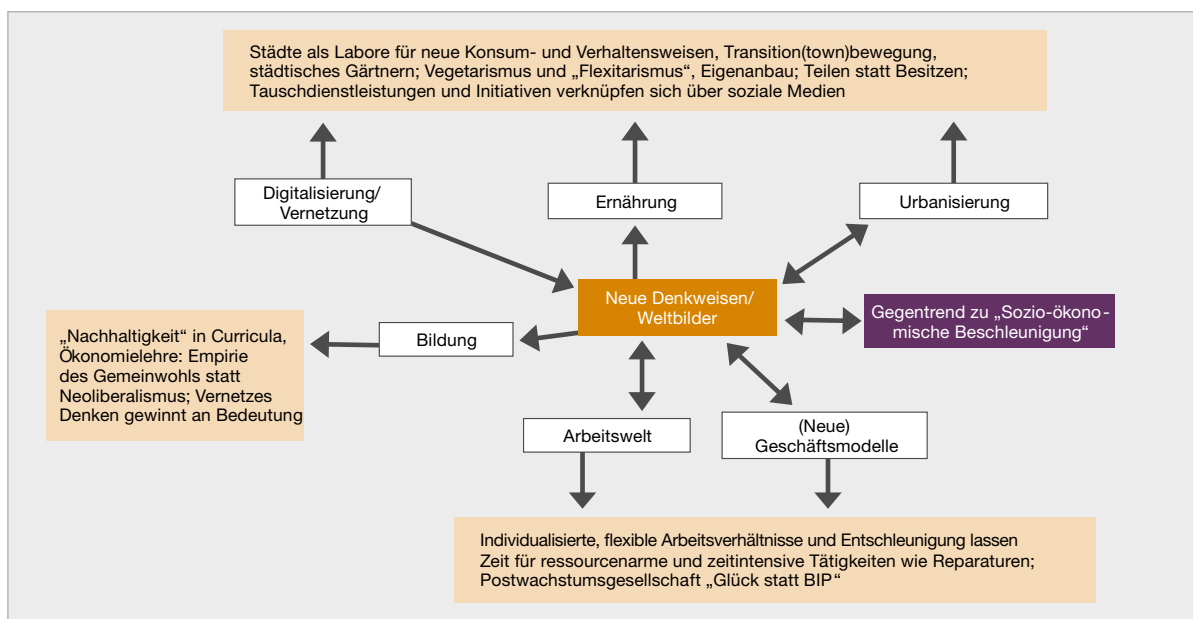 Städte als Labore für neue Konsum- und Verhaltensweisen, Transition(town)bewegung,
städtisches Gärtnern; Vegetarismus und „Flexitarismus“, Eigenanbau; Teilen statt Besitzen;
Tauschdienstleistungen und Initiativen verknüpfen sich über soziale Medien
Digitalisierung/
Vernetzung
Ernährung
Urbanisierung
Neue Denkweisen/
Weltbilder
Gegentrend zu „Sozio-ökono-
mische Beschleunigung“
„Nachhaltigkeit“ in Curricula,
Ökonomielehre: Empirie
des Gemeinwohls statt
Neoliberalismus; Vernetzes
Denken gewinnt an Bedeutung
Bildung
Arbeitswelt
(Neue)
Geschäftsmodelle
Individualisierte, flexible Arbeitsverhältnisse und Entschleunigung lassen
Zeit für ressourcenarme und zeitintensive Tätigkeiten wie Reparaturen;
Postwachstumsgesellschaft „Glück statt BIP“